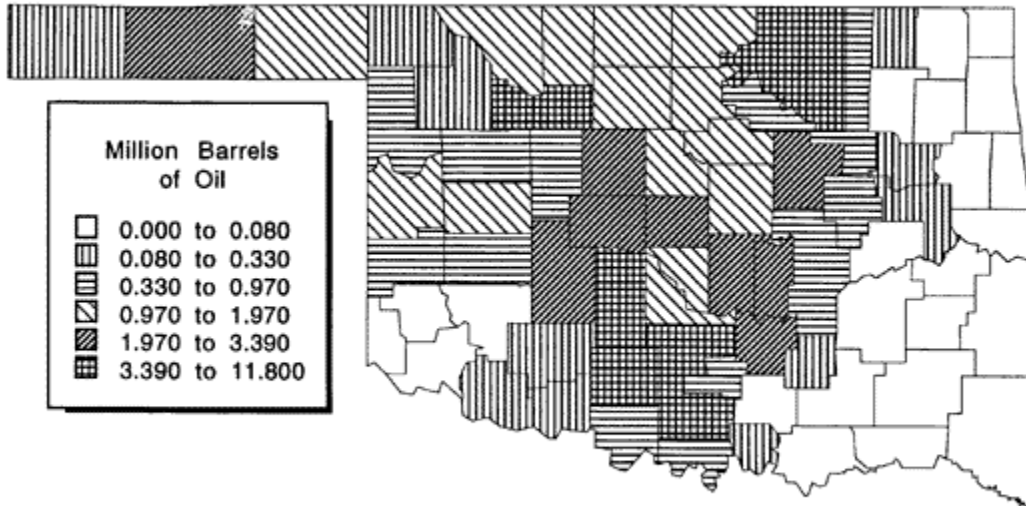 Million Barrels
of Oil
0.000 to 0.080
0.080 to 0.330
0.330 to 0.970
0.970 to 1.970
1.970 to 3.390
3.390 to 11.800